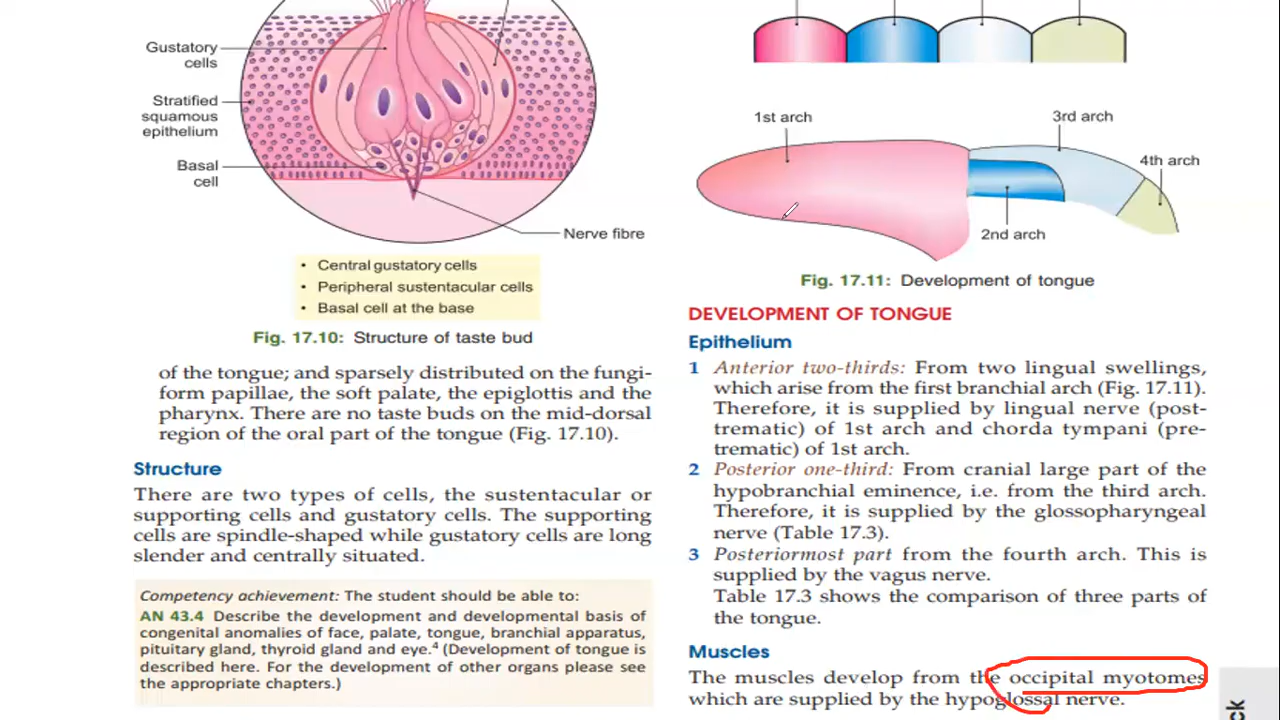 Gustatory
cells
Stratified
squamous
epithelium
Basal
cell
Nerve fibre
• Central gustatory cells
• Peripheral sustentacular cells
• Basal cell at the base
Fig. 17.10: Structure of taste bud
of the tongue; and sparsely distributed on the fungi-
form papillae, the soft palate, the epiglottis and the
pharynx. There are no taste buds on the mid-dorsal
region of the oral part of the tongue (Fig. 17.10).
Structure
There are two types of cells, the sustentacular or
supporting cells and gustatory cells. The supporting
cells are spindle-shaped while gustatory cells are long
slender and centrally situated.
Competency achievement: The student should be able to:
AN 43.4 Describe the development and developmental basis of
congenital anomalies of face, palate, tongue, branchial apparatus,
pituitary gland, thyroid gland and eye.⁴ (Development of tongue is
described here. For the development of other organs please see
the appropriate chapters.)
1st arch
3rd arch
4th arch
2nd arch
Fig. 17.11: Development of tongue
DEVELOPMENT OF TONGUE
Epithelium
1 Anterior two-thirds: From two lingual swellings,
which arise from the first branchial arch (Fig. 17.11).
Therefore, it is supplied by lingual nerve (post-
trematic) of 1st arch and chorda tympani (pre-
trematic) of 1st arch.
2 Posterior one-third: From cranial large part of the
hypobranchial eminence, i.e. from the third arch.
Therefore, it is supplied by the glossopharyngeal
nerve (Table 17.3).
3 Posteriormost part from the fourth arch. This is
supplied by the vagus nerve.
Table 17.3 shows the comparison of three parts of
the tongue.
Muscles
The muscles develop from the occipital myotomes
which are supplied by the hypoglossal nerve.